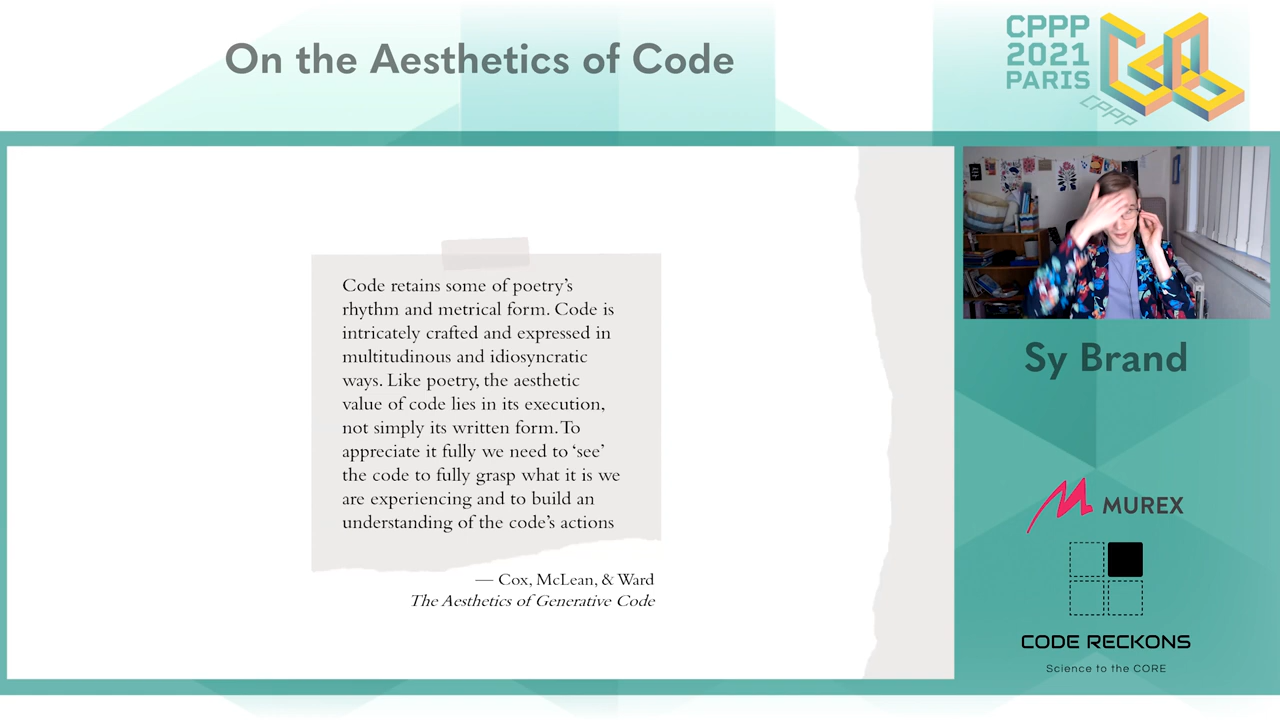 On the Aesthetics of Code
CPPP
2021
PARIS
CPPP
Code retains some of poetry's
rhythm and metrical form. Code is
intricately crafted and expressed in
multitudinous and idiosyncratic
ways. Like poetry, the aesthetic
value of code lies in its execution,
not simply its written form. To
appreciate it fully we need to ‘see’
the code to fully grasp what it is we
are experiencing and to build an
understanding of the code's actions
— Cox, McLean, & Ward
The Aesthetics of Generative Code
Sy Brand
MUREX
CODE RECKONS
Science to the CORE